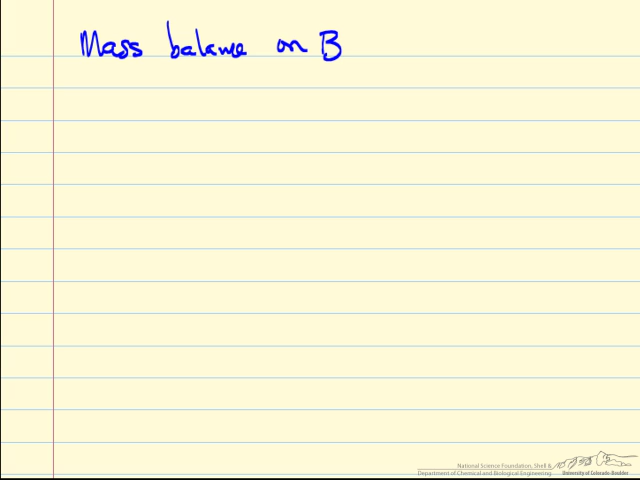 Mass balance on B
National Science Foundation, Shell &
Department of Chemical and Biological Engineering
University of Colorado-Boulder